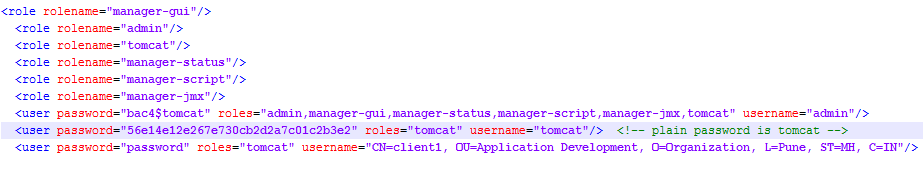 <role rolename="manager-gui"/>
<role rolename="admin"/>
<role rolename="tomcat"/>
<role rolename="manager-status"/>
<role rolename="manager-script"/>
<role rolename="manager-jmx"/>
<user password="bac4$tomcat" roles="admin,manager-gui,manager-status,manager-script,manager-jmx,tomcat" username="admin"/>
<user password="56e14e12e267e730cb2d2a7c01c2b3e2" roles="tomcat" username="tomcat"/> <!-- plain password is tomcat -->
<user password="password" roles="tomcat" username="CN=client1, OU=Application Development, O=Organization, L=Pune, ST=MH, C=IN"/>